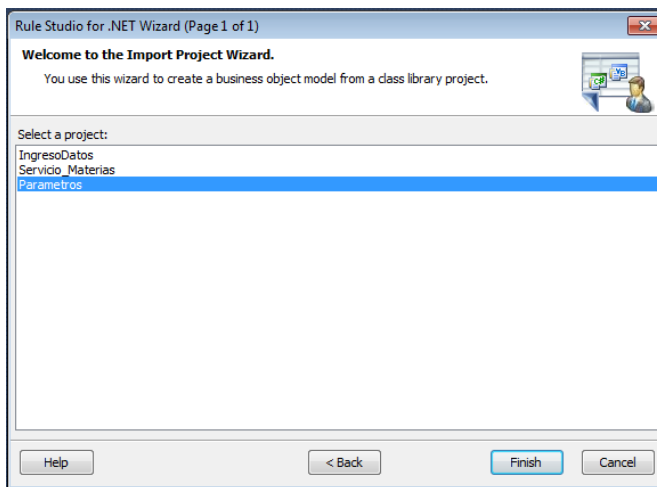 Rule Studio for .NET Wizard (Page 1 of 1)
Welcome to the Import Project Wizard.
You use this wizard to create a business object model from a class library project.
C#
VB
Select a project:
IngresoDatos
Servicio_Materias
Parametros
Help
< Back
Finish
Cancel